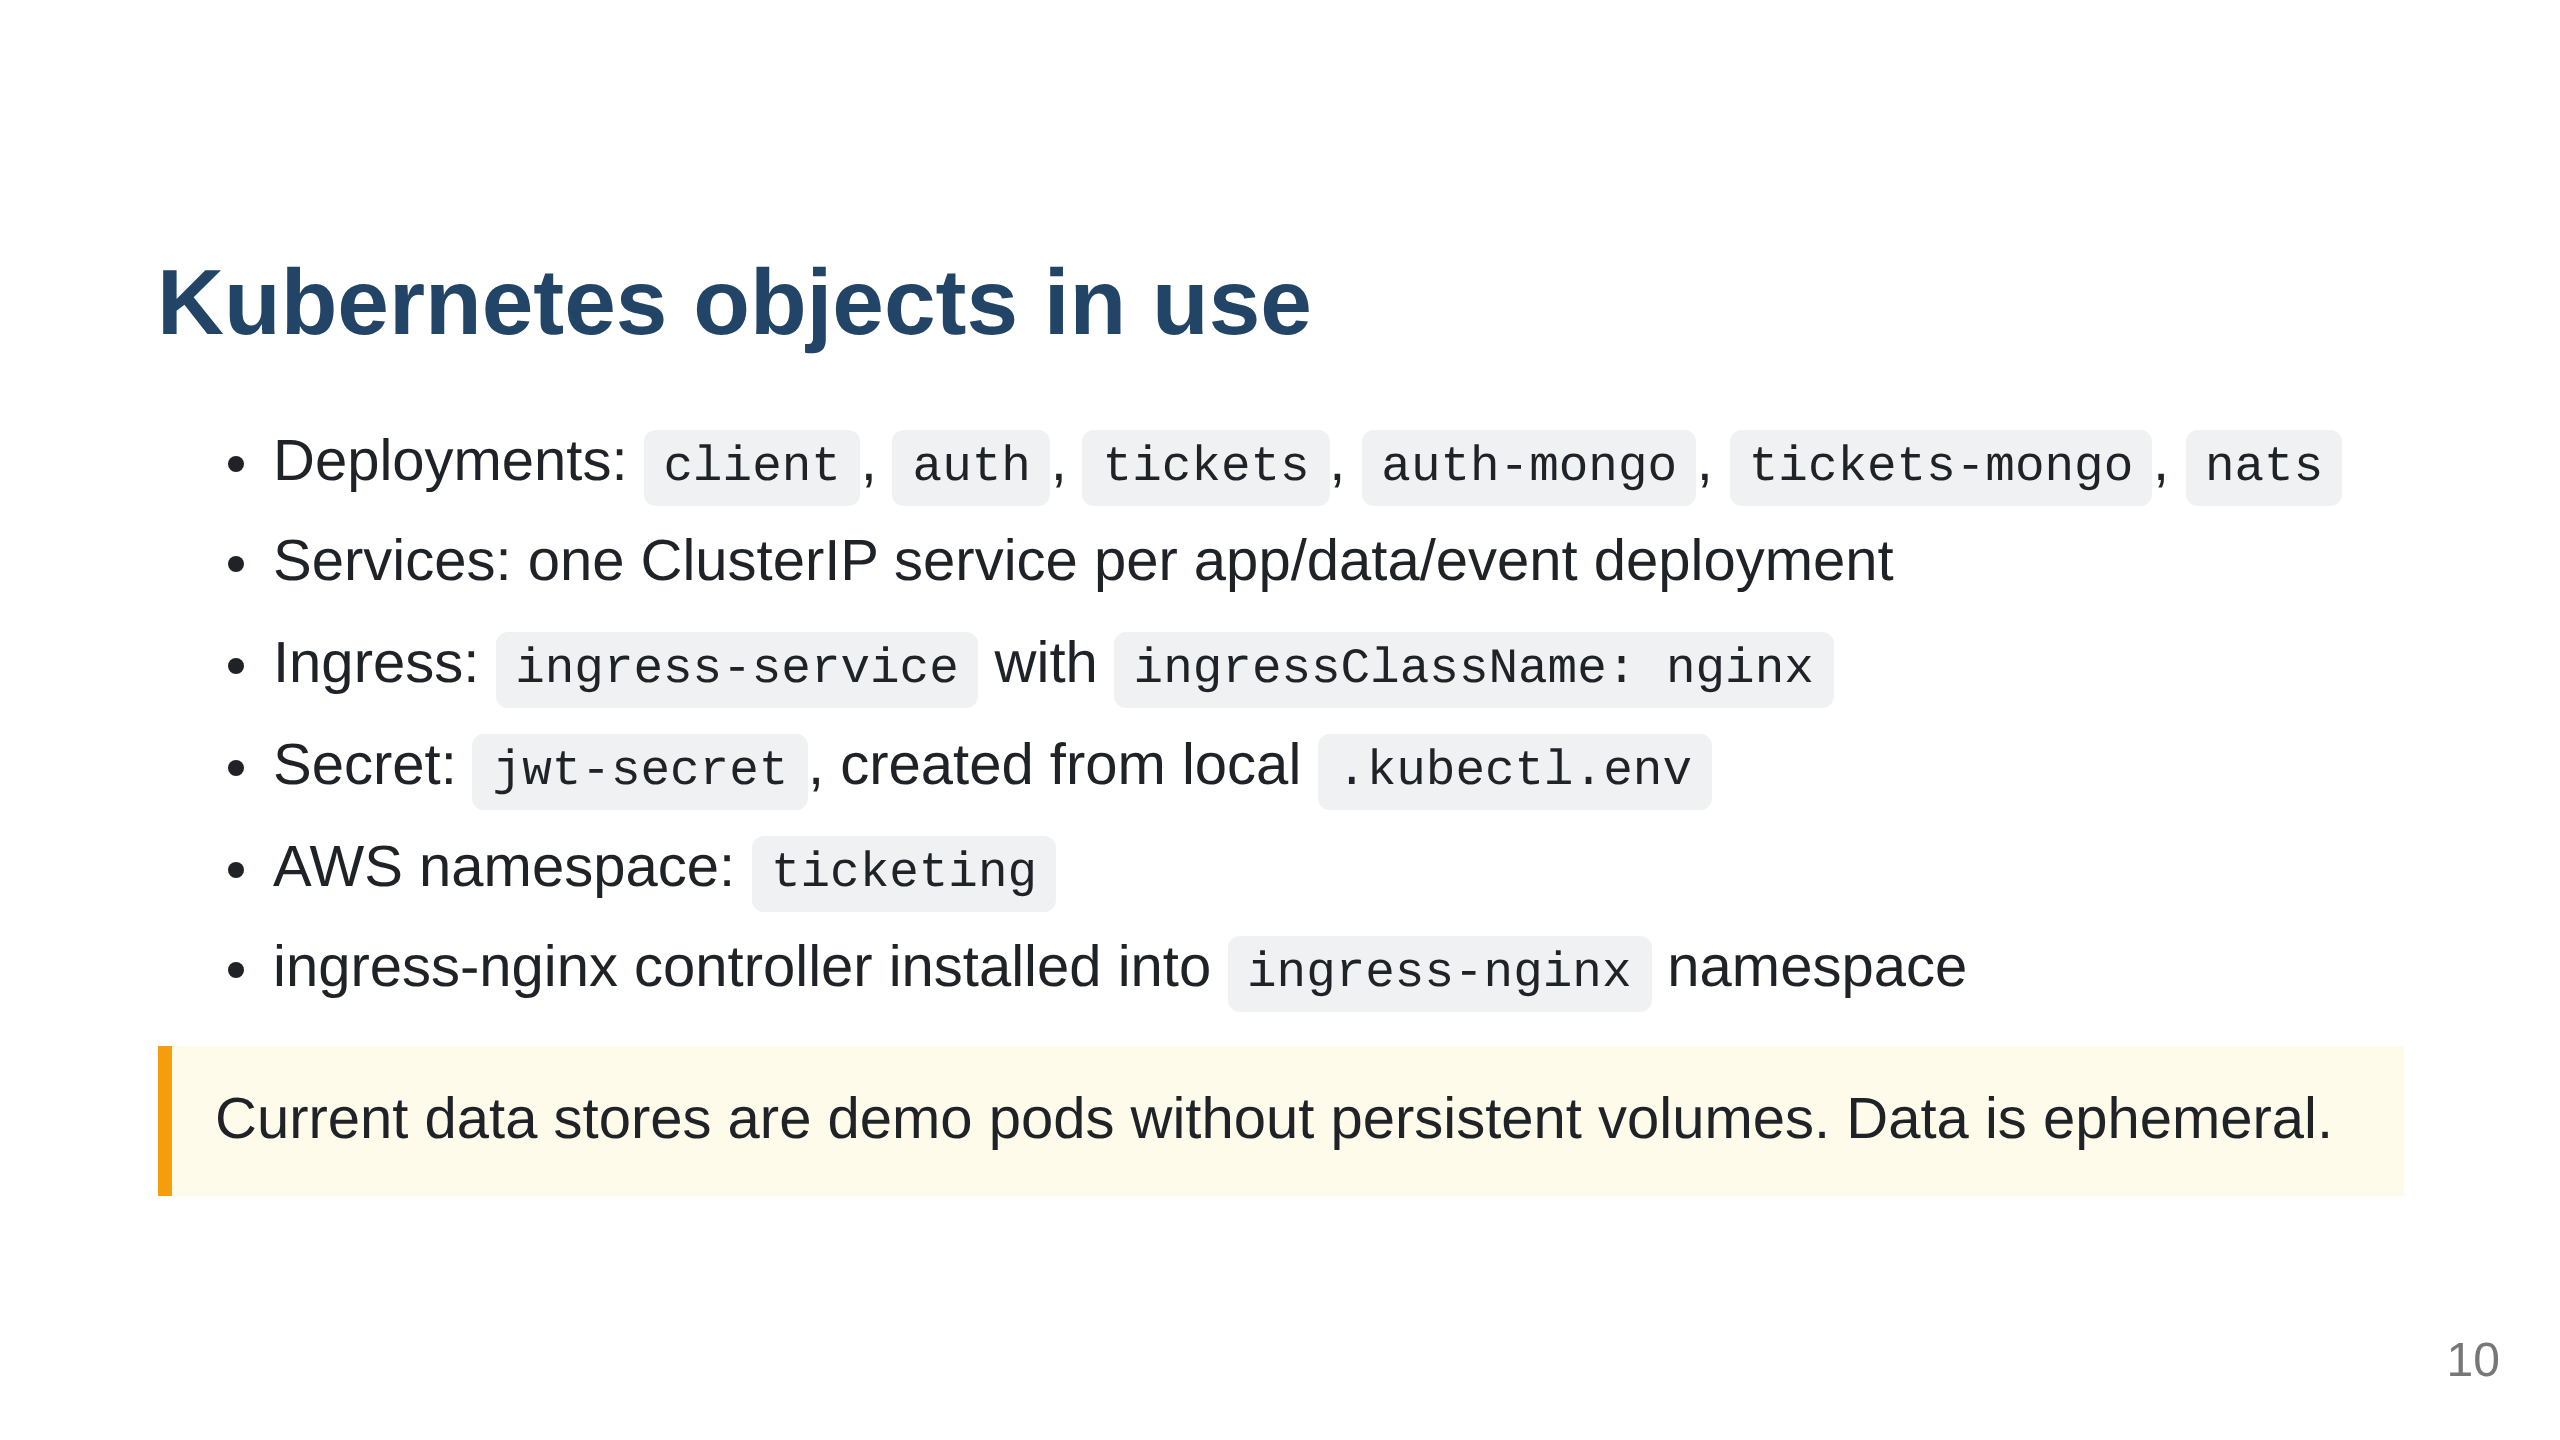 Kubernetes objects in use
• Deployments: client, auth, tickets, auth-mongo, tickets-mongo, nats
• Services: one ClusterIP service per app/data/event deployment
• Ingress: ingress-service with ingressClassName: nginx
• Secret: jwt-secret, created from local .kubectl.env
• AWS namespace: ticketing
• ingress-nginx controller installed into ingress-nginx namespace
Current data stores are demo pods without persistent volumes. Data is ephemeral.
10